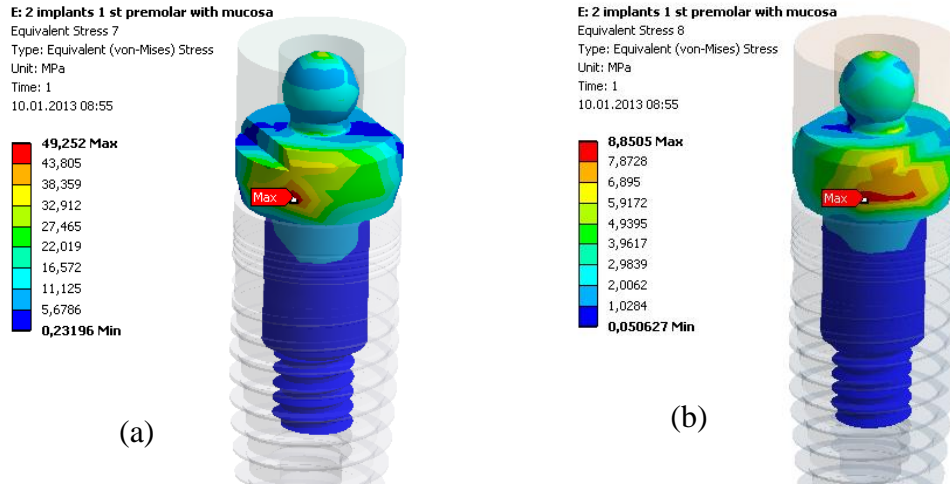 E: 2 implants 1 st premolar with mucosa
Equivalent Stress 7
Type: Equivalent (von-Mises) Stress
Unit: MPa
Time: 1
10.01.2013 08:55
49,252 Max
43,805
38,359
32,912
27,465
22,019
16,572
11,125
5,6786
0,23196 Min
Max
(a)
E: 2 implants 1 st premolar with mucosa
Equivalent Stress 8
Type: Equivalent (von-Mises) Stress
Unit: MPa
Time: 1
10.01.2013 08:55
8,8505 Max
7,8728
6,895
5,9172
4,9395
3,9617
2,9839
2,0062
1,0284
0,050627 Min
Max
(b)